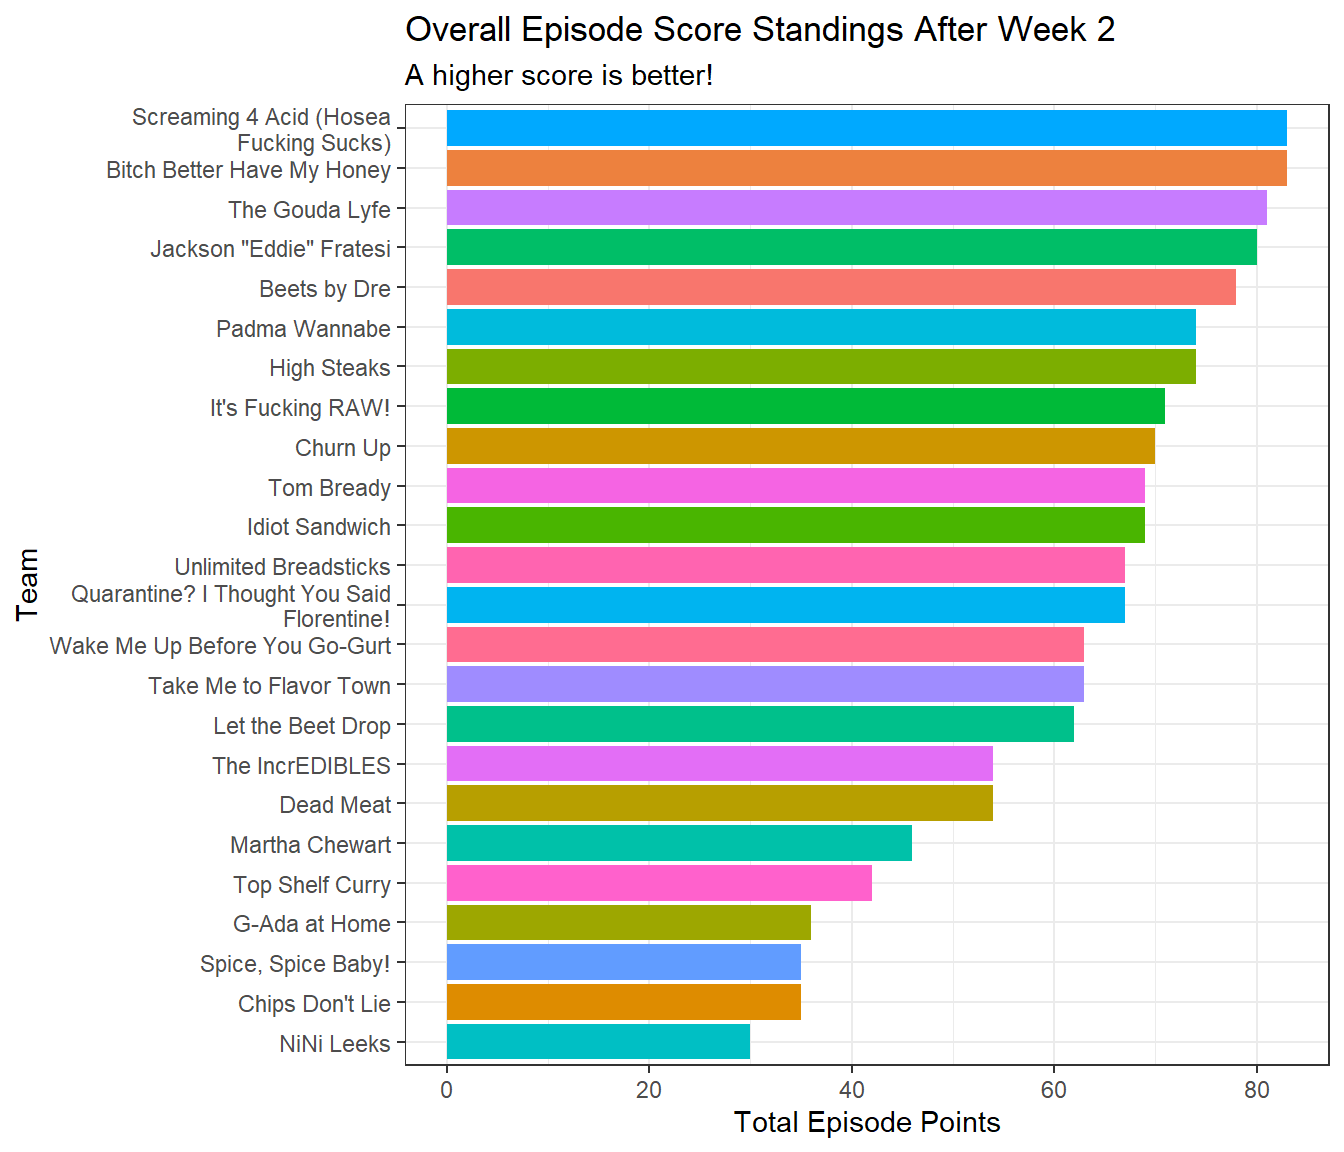 Overall Episode Score Standings After Week 2
A higher score is better!
Team
Screaming 4 Acid (Hosea
Fucking Sucks)
Bitch Better Have My Honey
The Gouda Lyfe
Jackson "Eddie" Fratesi
Beets by Dre
Padma Wannabe
High Steaks
It's Fucking RAW!
Churn Up
Tom Bready
Idiot Sandwich
Unlimited Breadsticks
Quarantine? I Thought You Said
Florentine!
Wake Me Up Before You Go-Gurt
Take Me to Flavor Town
Let the Beet Drop
The IncrEDIBLES
Dead Meat
Martha Chewart
Top Shelf Curry
G-Ada at Home
Spice, Spice Baby!
Chips Don't Lie
NiNi Leeks
0 20 40 60 80
Total Episode Points